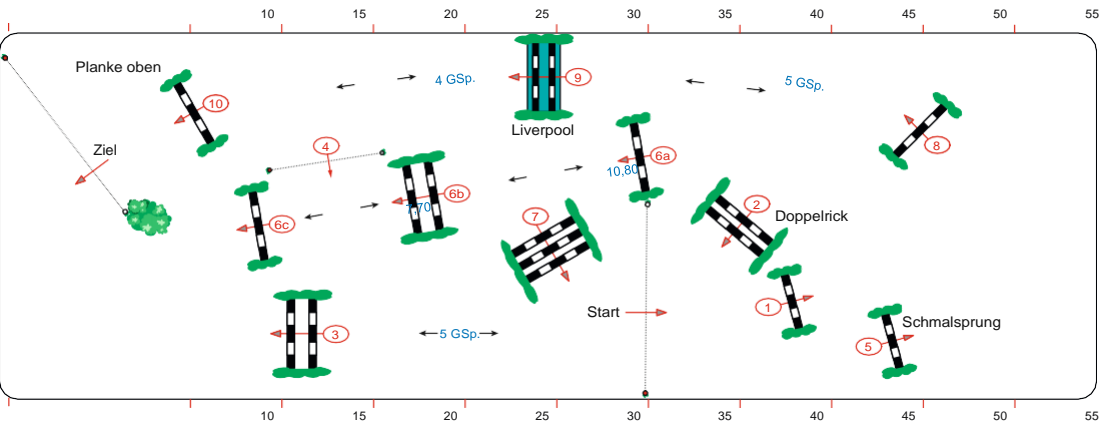 10 15 20 25 30 35 40 45 50 55
Planke oben
10
4 GSp.
9
5 GSp.
Liverpool
8
Ziel
4
6a
10,80
6b
7,70
6c
2
Doppelrick
7
Start
1
Schmalsprung
5
3
5 GSp.
10 15 20 25 30 35 40 45 50 55